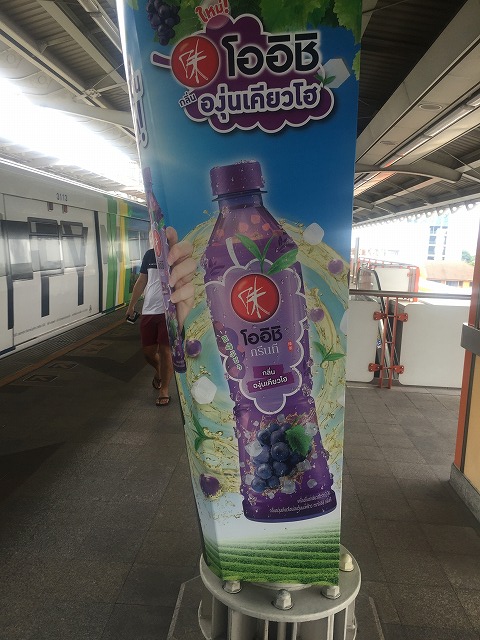 ใหม่!
โออิชิ
กลิ่น องุ่นเคียวโฮ
โออิชิ
กรีนที
กลิ่น
องุ่นเคียวโฮ
3113